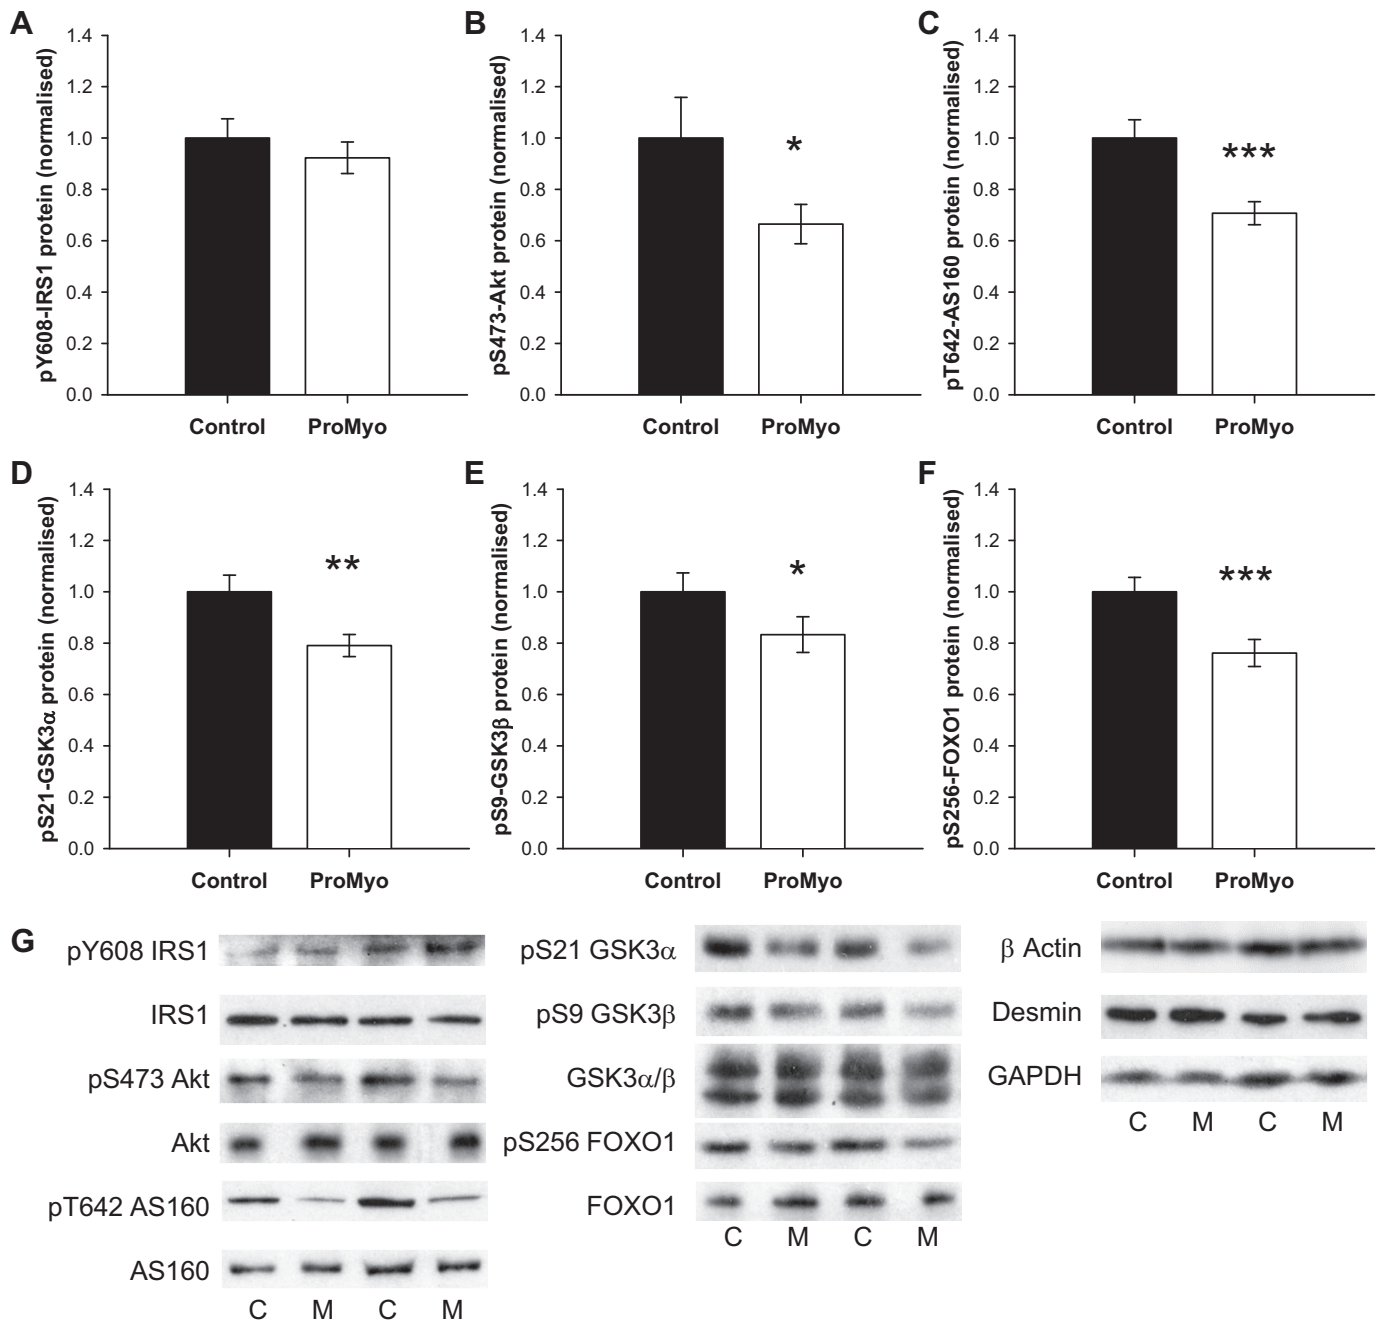 A
pY608-IRS1 protein (normalised)
1.4
1.2
1.0
0.8
0.6
0.4
0.2
0.0
Control ProMyo
B
pS473-Akt protein (normalised)
1.4
1.2
1.0
0.8
0.6
0.4
0.2
0.0
*
Control ProMyo
C
pT642-AS160 protein (normalised)
1.4
1.2
1.0
0.8
0.6
0.4
0.2
0.0
***
Control ProMyo
D
pS21-GSK3α protein (normalised)
1.4
1.2
1.0
0.8
0.6
0.4
0.2
0.0
**
Control ProMyo
E
pS9-GSK3β protein (normalised)
1.4
1.2
1.0
0.8
0.6
0.4
0.2
0.0
*
Control ProMyo
F
pS256-FOXO1 protein (normalised)
1.4
1.2
1.0
0.8
0.6
0.4
0.2
0.0
***
Control ProMyo
G
pY608 IRS1
IRS1
pS473 Akt
Akt
pT642 AS160
AS160
C M C M
pS21 GSK3α
pS9 GSK3β
GSK3α/β
pS256 FOXO1
FOXO1
C M C M
β Actin
Desmin
GAPDH
C M C M